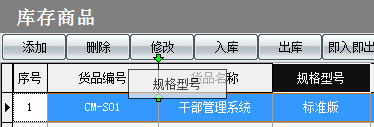 库存商品
添加 删除 修改 入库 出库 即入即出
序号 货品编号 货品名称 规格型号
规格型号
1 CM-S01 干部管理系统 标准版